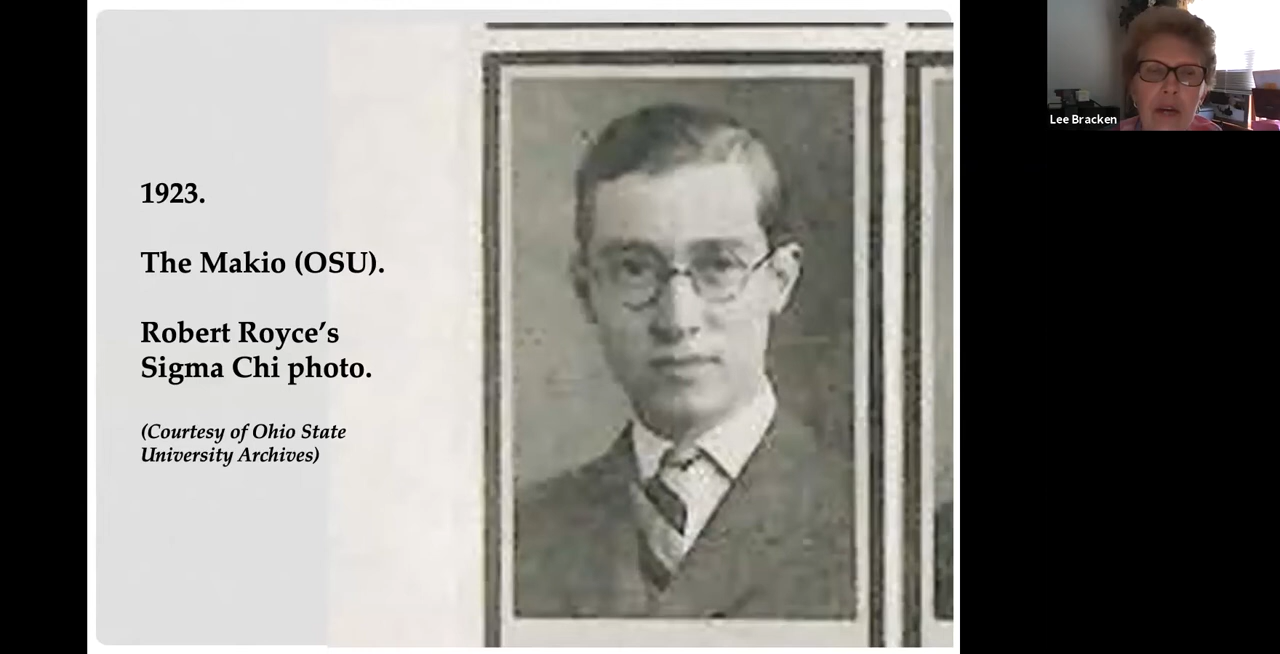 1923.
The Makio (OSU).
Robert Royce’s
Sigma Chi photo.
(Courtesy of Ohio State
University Archives)
Lee Bracken